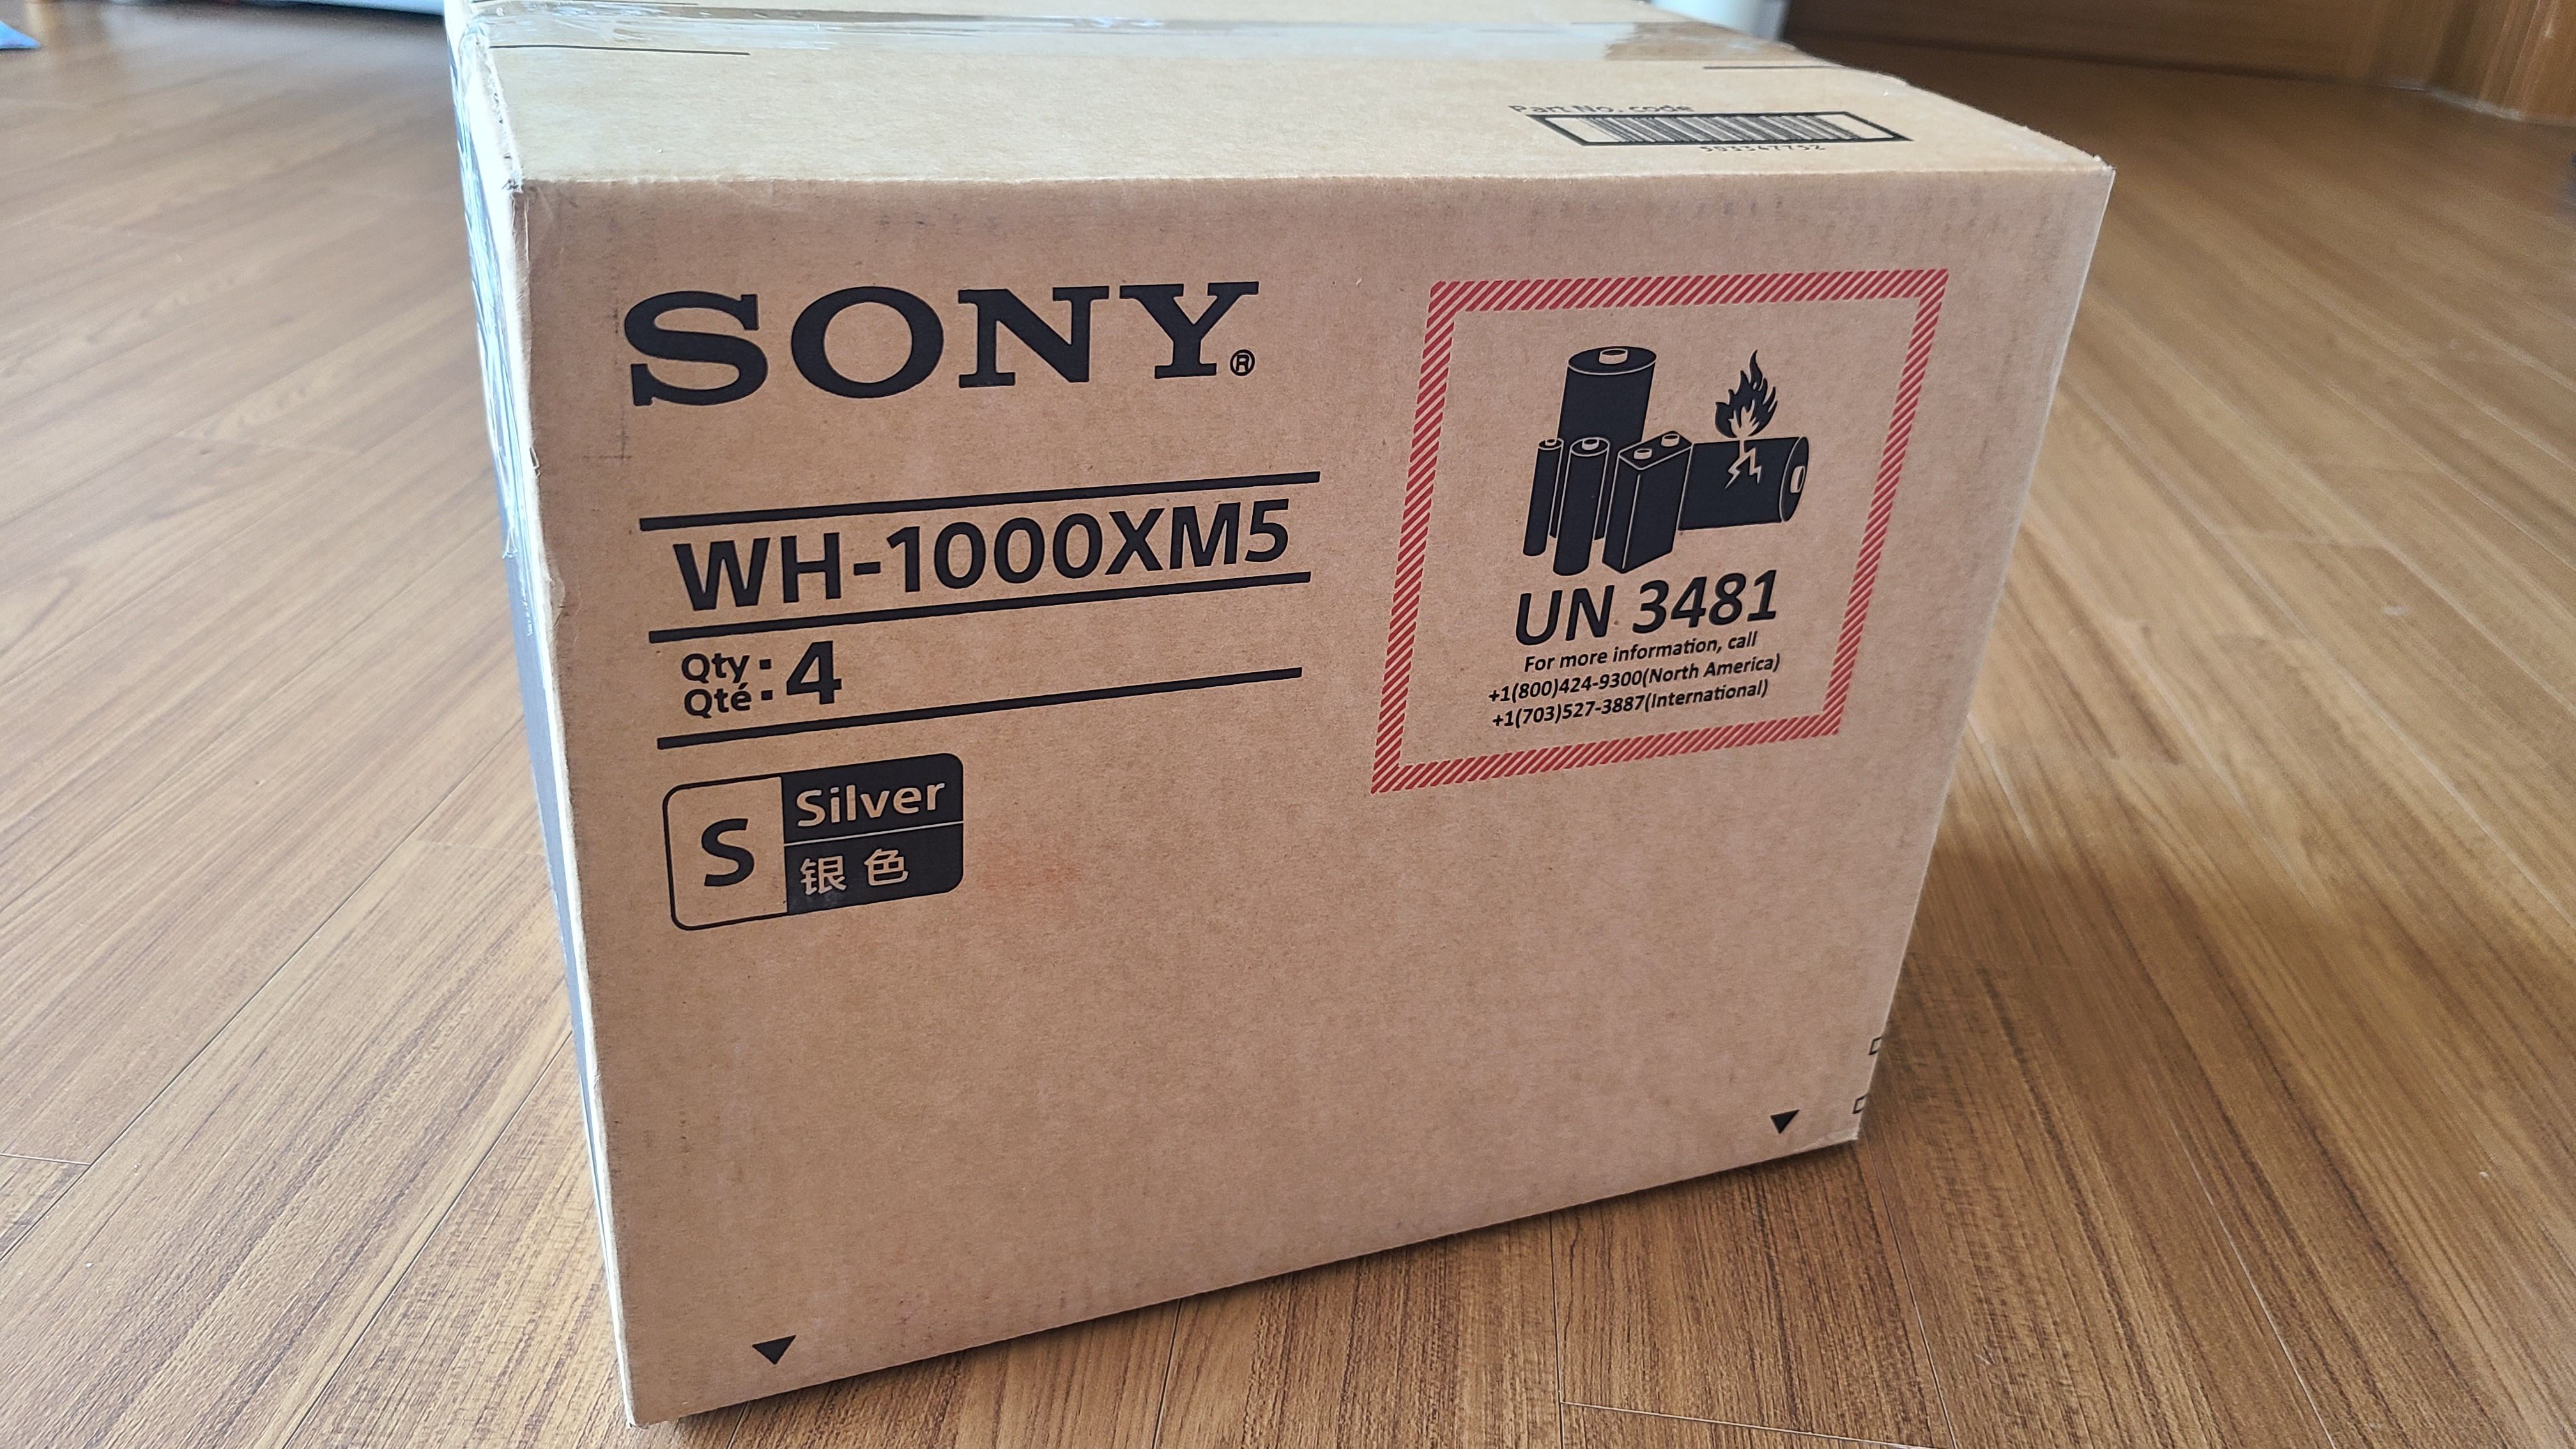 Part No. code
503347752
SONY®
WH-1000XM5
Qty : 4
Qté :
S
Silver
银色
UN 3481
For more information, call
+1(800)424-9300(North America)
+1(703)527-3887(International)